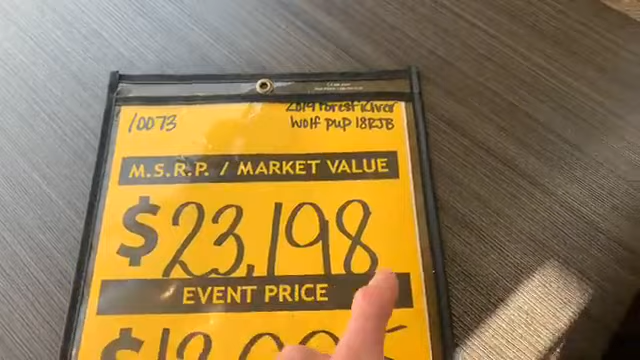 10073
2019 Forest River
Wolf Pup 18RJB
M.S.R.P. / MARKET VALUE
$23,198
EVENT PRICE